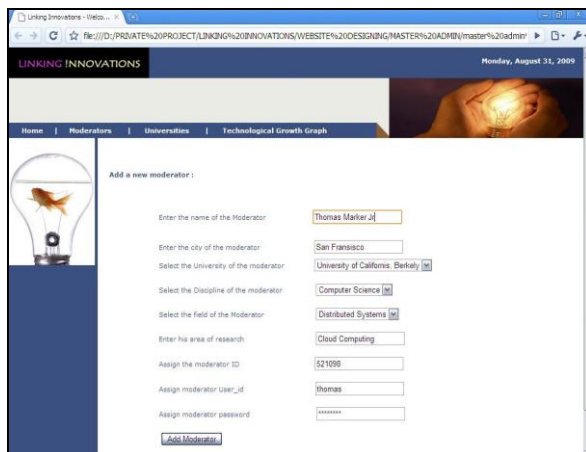 Linking Innovations - Welco...
file:///D:/PRIVATE%20PROJECT/LINKING%20INNOVATIONS/WEBSITE%20DESIGNING/MASTER%20ADMIN/master%20admin
LINKING !NNOVATIONS
Monday, August 31, 2009
Home | Moderators | Universities | Technological Growth Graph
Add a new moderator :
Enter the name of the Moderator Thomas Marker Jr
Enter the city of the moderator San Fransisco
Select the University of the moderator University of Californis, Berkely
Select the Discipline of the moderator Computer Science
Select the field of the Moderator Distributed Systems
Enter his area of research Cloud Computing
Assign the moderator ID 521098
Assign moderator User_id thomas
Assign moderator password ********
Add Moderator